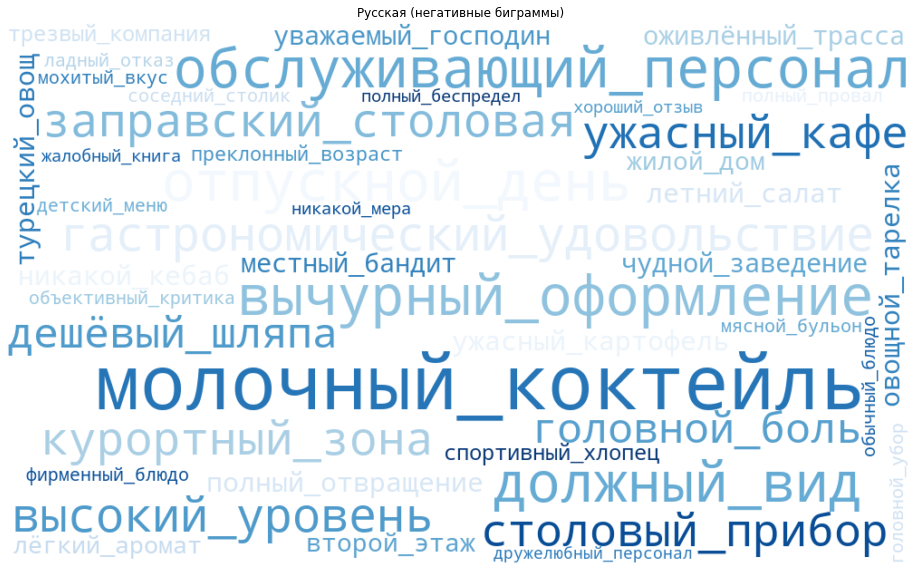 Русская (негативные биграммы)
трезвый_компания
уважаемый_господин
оживлённый_трасса
ладный_отказ
мохитый_вкус
обслуживающий_персонал
соседний_столик
полный_беспредел
хороший_отзыв
полный_провал
турецкий_овощ
заправский_столовая
ужасный_кафе
жалобный_книга
преклонный_возраст
жилой_дом
отпускной_день
летний_салат
детский_меню
никакой_мера
гастрономический_удовольствие
местный_бандит
чудной_заведение
никакой_кебаб
овощной_тарелка
объективный_критика
вычурный_оформление
дешёвый_шляпа
мясной_бульон
ужасный_картофель
обычный_блюдо
молочный_коктейль
курортный_зона
головной_боль
спортивный_хлопец
головной_убор
фирменный_блюдо
полный_отвращение
должный_вид
высокий_уровень
столовый_прибор
лёгкий_аромат
второй_этаж
дружелюбный_персонал